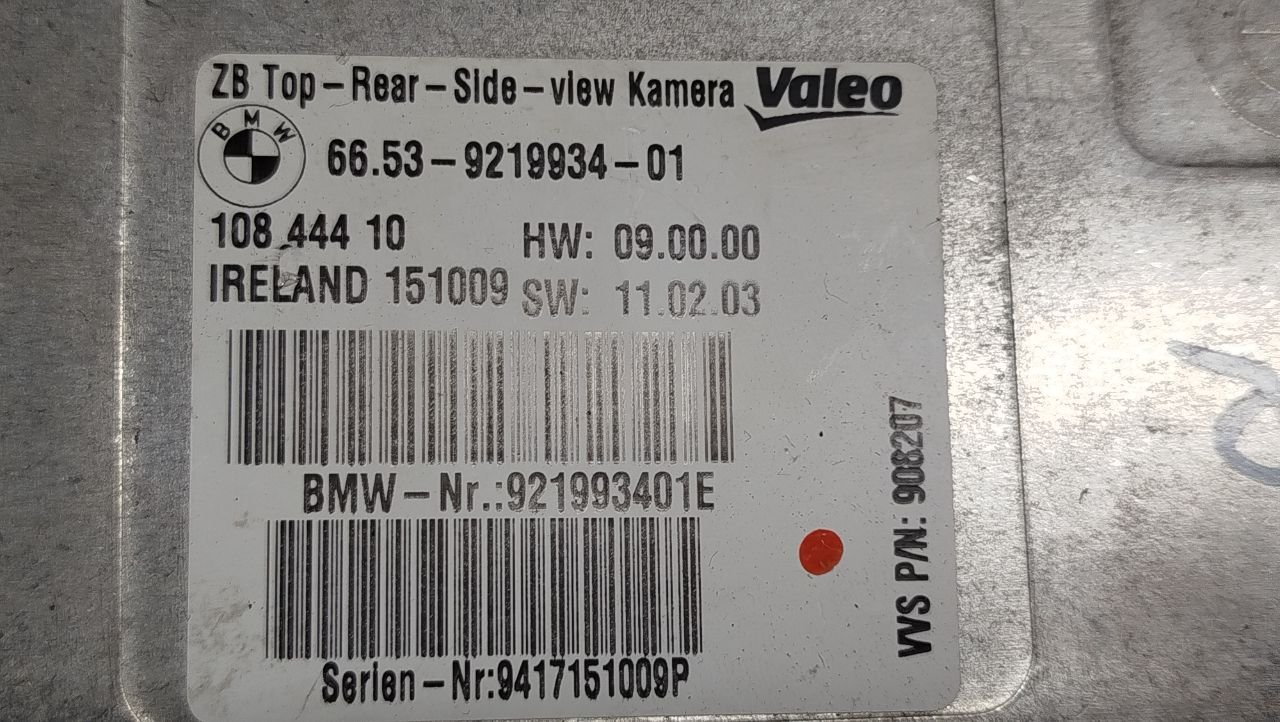 ZB Top-Rear-Side-view Kamera Valeo
BMW 66.53-9219934-01
108 444 10 HW: 09.00.00
IRELAND 151009 SW: 11.02.03
BMW-Nr.:921993401E
Serien-Nr:9417151009P
VVS P/N: 908207